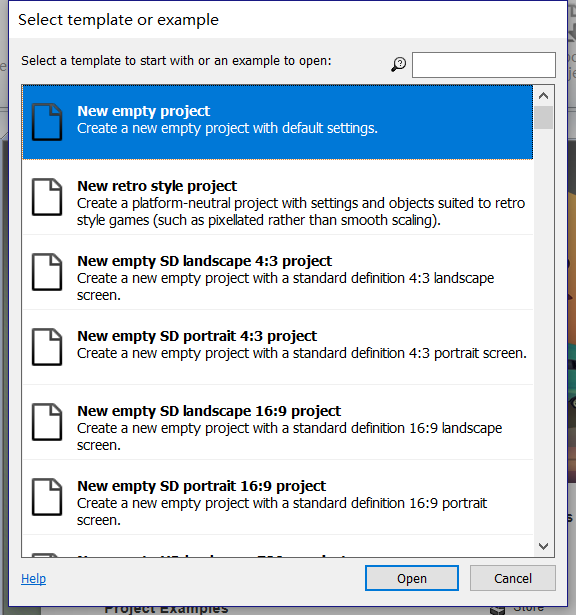 Select template or example
Select a template to start with or an example to open:
New empty project
Create a new empty project with default settings.
New retro style project
Create a platform-neutral project with settings and objects suited to retro
style games (such as pixellated rather than smooth scaling).
New empty SD landscape 4:3 project
Create a new empty project with a standard definition 4:3 landscape
screen.
New empty SD portrait 4:3 project
Create a new empty project with a standard definition 4:3 portrait screen.
New empty SD landscape 16:9 project
Create a new empty project with a standard definition 16:9 landscape
screen.
New empty SD portrait 16:9 project
Create a new empty project with a standard definition 16:9 portrait
screen.
Help
Open
Cancel
Project Examples
Store